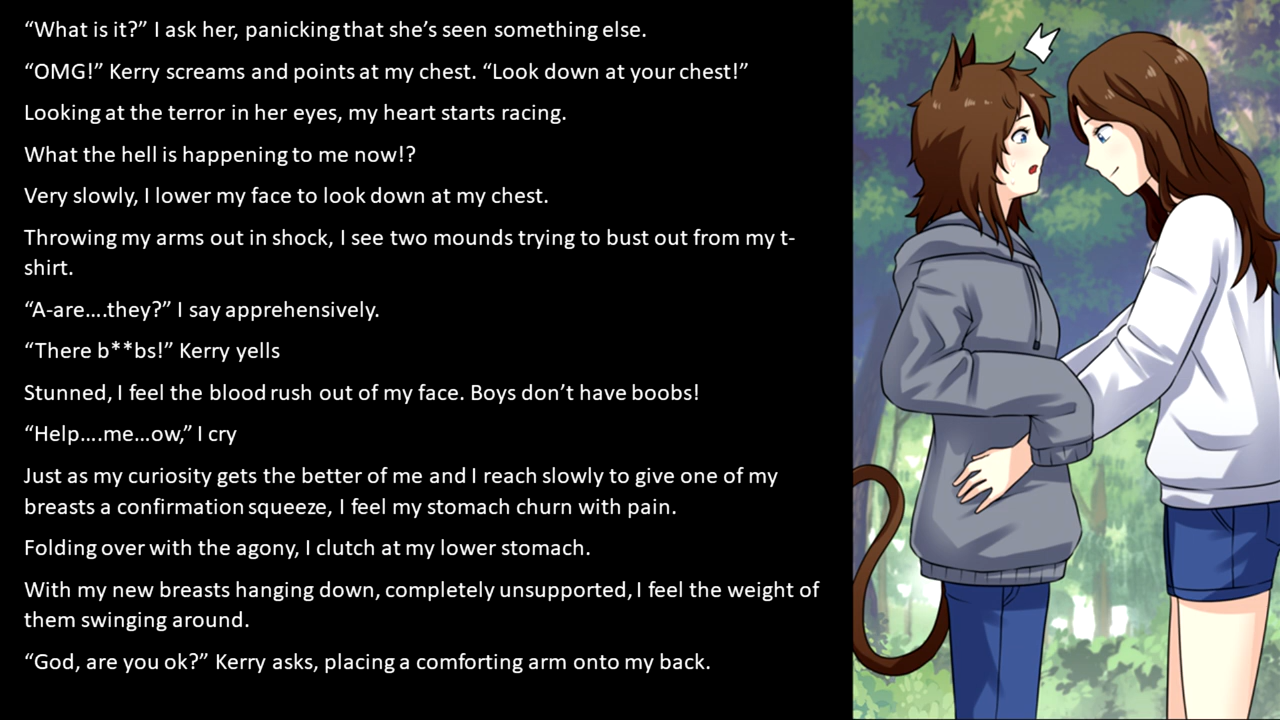 “What is it?” I ask her, panicking that she’s seen something else.
“OMG!” Kerry screams and points at my chest. “Look down at your chest!”
Looking at the terror in her eyes, my heart starts racing.
What the hell is happening to me now!?
Very slowly, I lower my face to look down at my chest.
Throwing my arms out in shock, I see two mounds trying to bust out from my t-
shirt.
“A-are….they?” I say apprehensively.
“There b**bs!” Kerry yells
Stunned, I feel the blood rush out of my face. Boys don’t have boobs!
“Help….me…ow,” I cry
Just as my curiosity gets the better of me and I reach slowly to give one of my
breasts a confirmation squeeze, I feel my stomach churn with pain.
Folding over with the agony, I clutch at my lower stomach.
With my new breasts hanging down, completely unsupported, I feel the weight of
them swinging around.
“God, are you ok?” Kerry asks, placing a comforting arm onto my back.